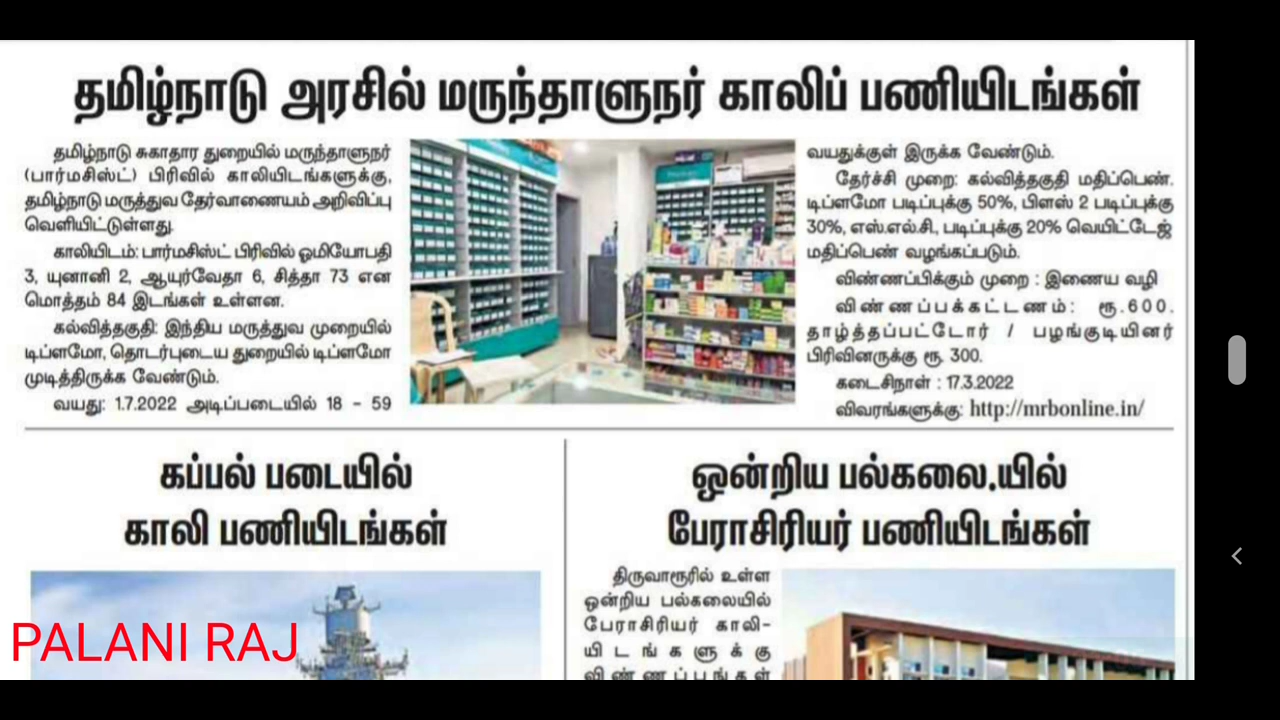 தமிழ்நாடு அரசில் மருந்தாளுநர் காலிப் பணியிடங்கள்
தமிழ்நாடு சுகாதார துறையில் மருந்தாளுநர்
(பார்மசிஸ்ட்) பிரிவில் காலியிடங்களுக்கு,
தமிழ்நாடு மருத்துவ தேர்வாணையம் அறிவிப்பு
வெளியிட்டுள்ளது.
காலியிடம்: பார்மசிஸ்ட் பிரிவில் ஓமியோபதி
3, யுனானி 2, ஆயுர்வேதா 6, சித்தா 73 என
மொத்தம் 84 இடங்கள் உள்ளன.
கல்வித்தகுதி: இந்திய மருத்துவ முறையில்
டிப்ளமோ, தொடர்புடைய துறையில் டிப்ளமோ
முடித்திருக்க வேண்டும்.
வயது: 1.7.2022 அடிப்படையில் 18 - 59
வயதுக்குள் இருக்க வேண்டும்.
தேர்ச்சி முறை: கல்வித்தகுதி மதிப்பெண்.
டிப்ளமோ படிப்புக்கு 50%, பிளஸ் 2 படிப்புக்கு
30%, எஸ்.எல்.சி., படிப்புக்கு 20% வெயிட்டேஜ்
மதிப்பெண் வழங்கப்படும்.
விண்ணப்பிக்கும் முறை : இணைய வழி
விண்ணப்பக்கட்டணம்: ரூ.600.
தாழ்த்தப்பட்டோர் / பழங்குடியினர்
பிரிவினருக்கு ரூ. 300.
கடைசிநாள் : 17.3.2022
விவரங்களுக்கு: http://mrbonline.in/
கப்பல் படையில்
காலி பணியிடங்கள்
ஒன்றிய பல்கலை.யில்
பேராசிரியர் பணியிடங்கள்
திருவாரூரில் உள்ள
ஒன்றிய பல்கலையில்
பேராசிரியர் காலி-
யிடங்களுக்கு
விண்ணப்பங்கள்
PALANI RAJ